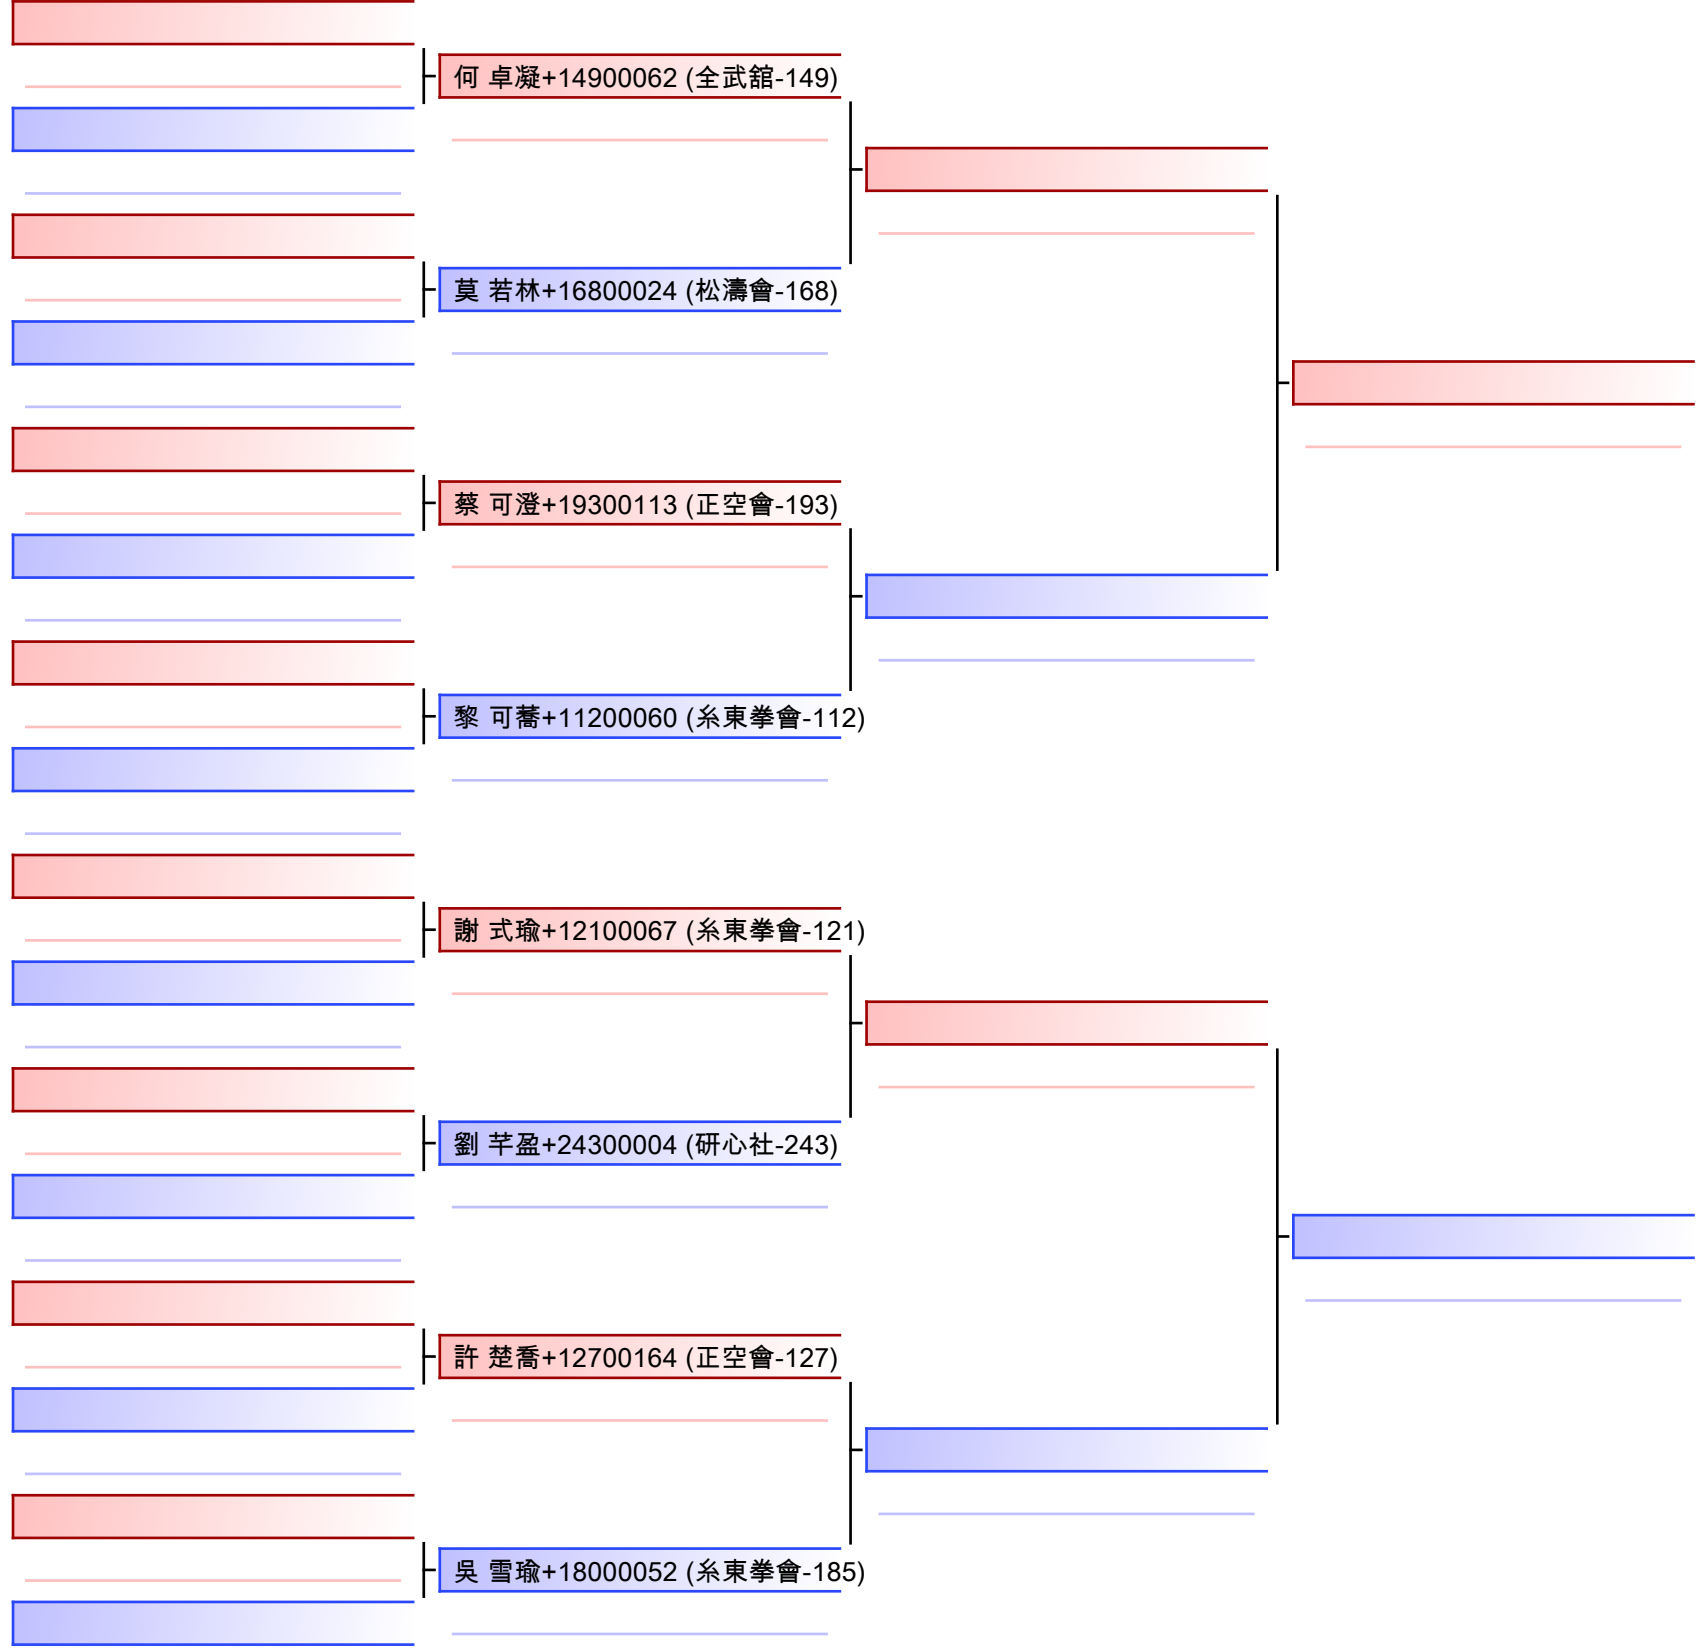 何 卓凝+14900062 (全武舘-149)
莫 若林+16800024 (松濤會-168)
蔡 可澄+19300113 (正空會-193)
黎 可蕎+11200060 (糸東拳會-112)
謝 式瑜+12100067 (糸東拳會-121)
劉 芊盈+24300004 (研心社-243)
許 楚喬+12700164 (正空會-127)
吳 雪瑜+18000052 (糸東拳會-185)